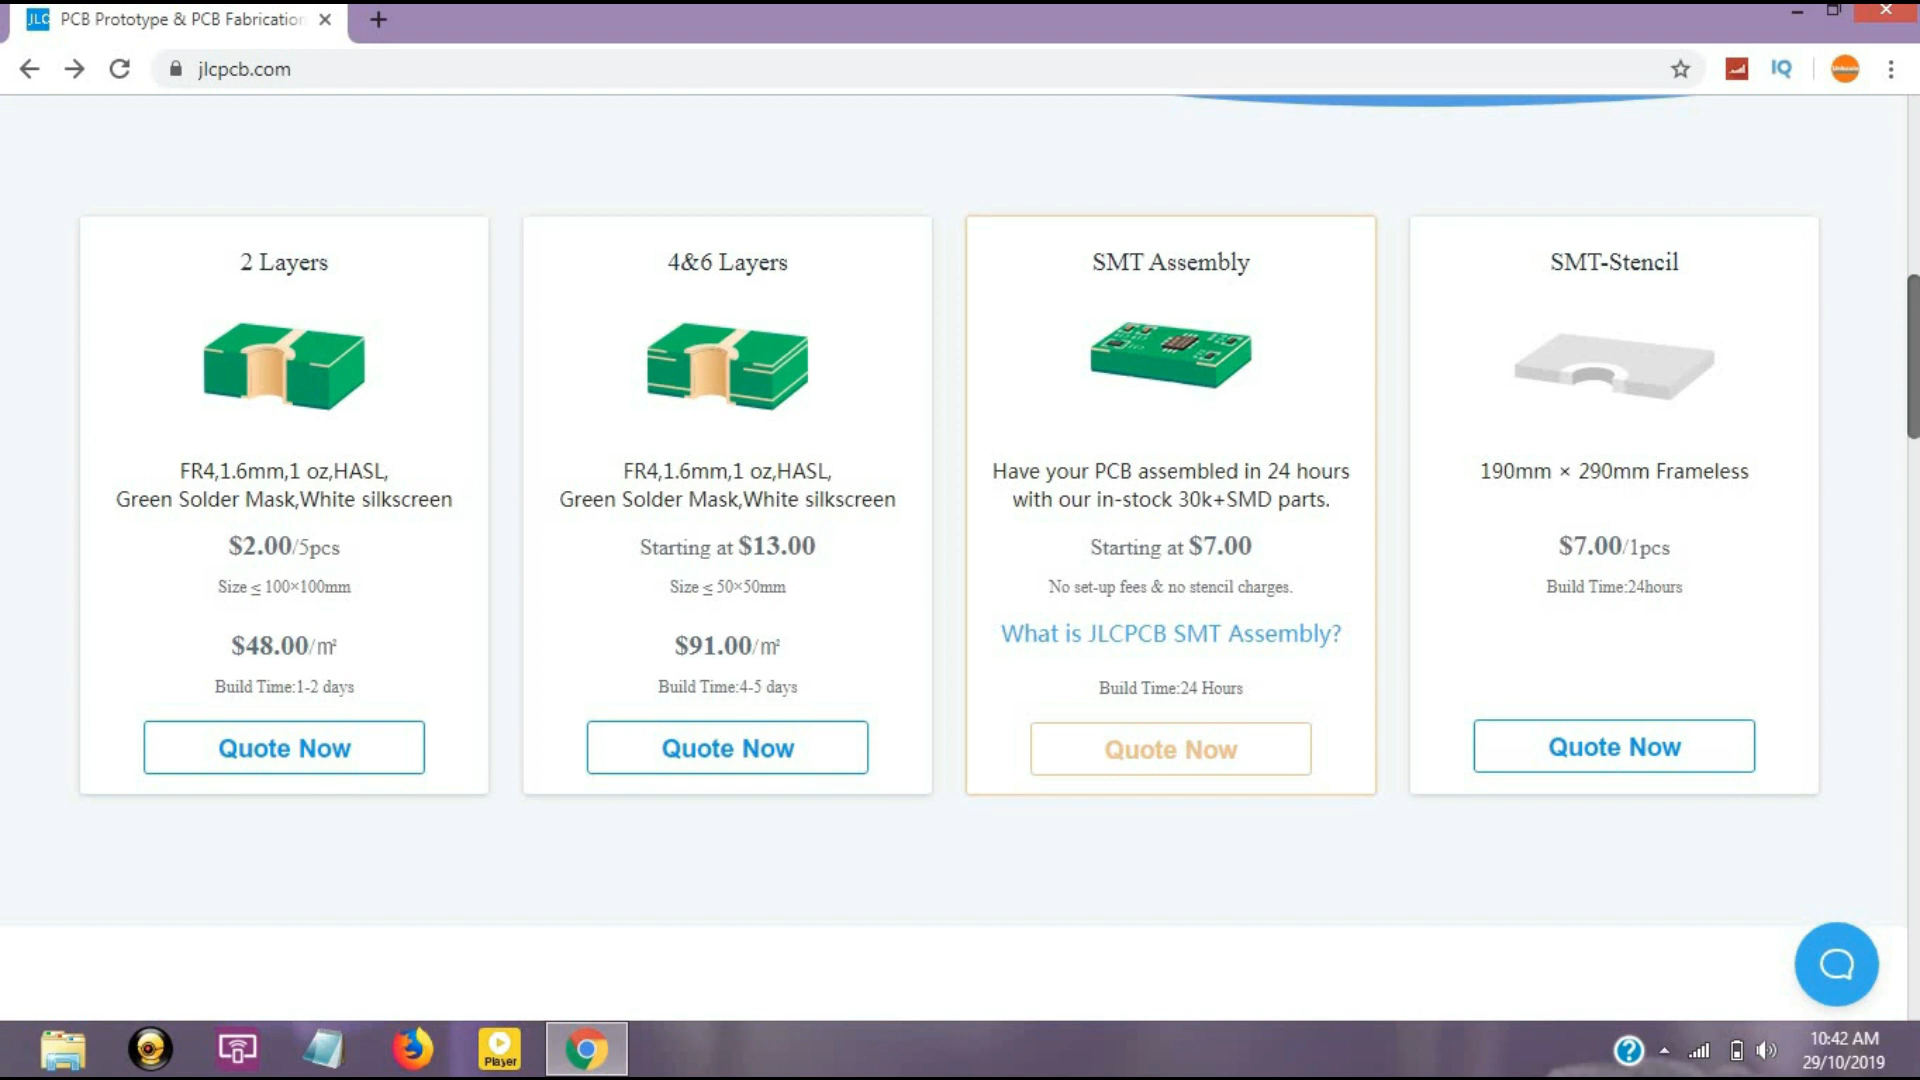 JLC PCB Prototype & PCB Fabrication
jlcpcb.com
IQ
2 Layers
FR4,1.6mm,1 oz,HASL,
Green Solder Mask,White silkscreen
$2.00/5pcs
Size ≤ 100×100mm
$48.00/m²
Build Time:1-2 days
Quote Now
4&6 Layers
FR4,1.6mm,1 oz,HASL,
Green Solder Mask,White silkscreen
Starting at $13.00
Size ≤ 50×50mm
$91.00/m²
Build Time:4-5 days
Quote Now
SMT Assembly
Have your PCB assembled in 24 hours
with our in-stock 30k+SMD parts.
Starting at $7.00
No set-up fees & no stencil charges.
What is JLCPCB SMT Assembly?
Build Time:24 Hours
Quote Now
SMT-Stencil
190mm × 290mm Frameless
$7.00/1pcs
Build Time:24hours
Quote Now
Player
10:42 AM
29/10/2019